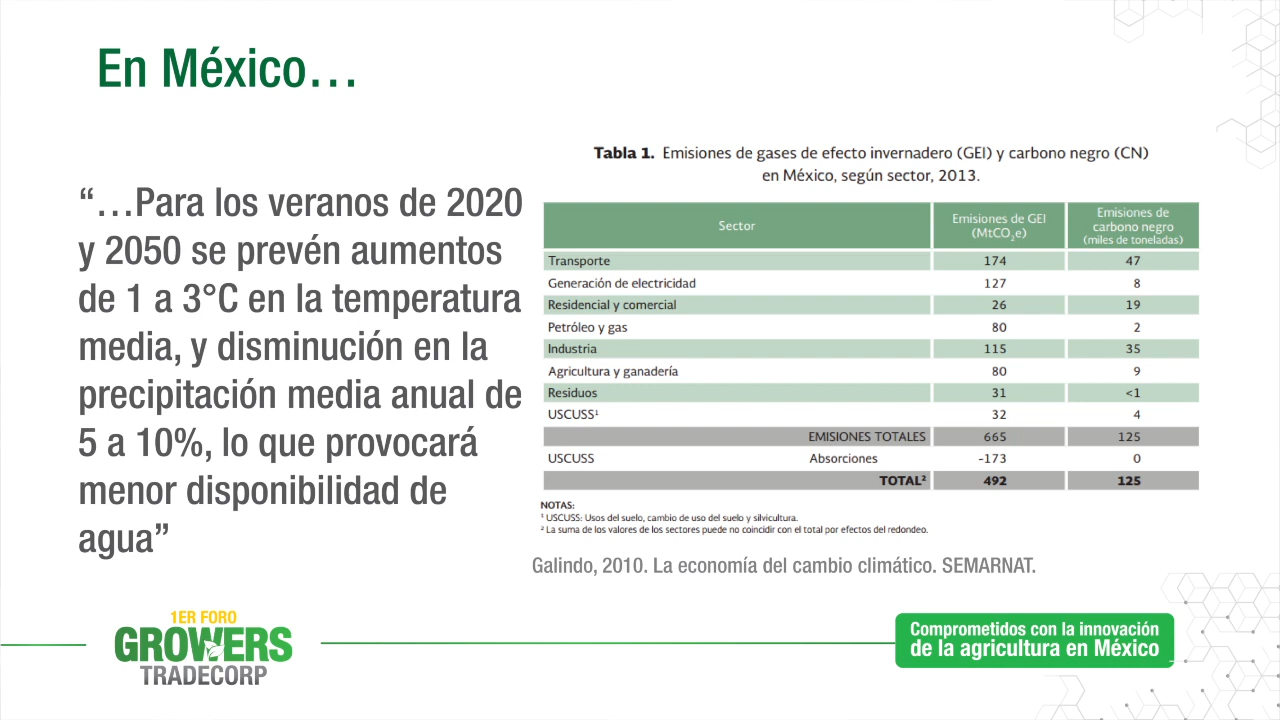 En México…
“…Para los veranos de 2020
y 2050 se prevén aumentos
de 1 a 3°C en la temperatura
media, y disminución en la
precipitación media anual de
5 a 10%, lo que provocará
menor disponibilidad de
agua”
Tabla 1. Emisiones de gases de efecto invernadero (GEI) y carbono negro (CN)
en México, según sector, 2013.
Sector Emisiones de GEI (MtCO₂e) Emisiones de carbono negro (miles de toneladas)
Transporte 174 47
Generación de electricidad 127 8
Residencial y comercial 26 19
Petróleo y gas 80 2
Industria 115 35
Agricultura y ganadería 80 9
Residuos 31 <1
USCUSS¹ 32 4
EMISIONES TOTALES 665 125
USCUSS Absorciones -173 0
TOTAL² 492 125
NOTAS:
¹ USCUSS: Usos del suelo, cambio de uso del suelo y silvicultura.
² La suma de los valores de los sectores puede no coincidir con el total por efectos del redondeo.
Galindo, 2010. La economía del cambio climático. SEMARNAT.
1ER FORO
GROWERS
TRADECORP
Comprometidos con la innovación
de la agricultura en México